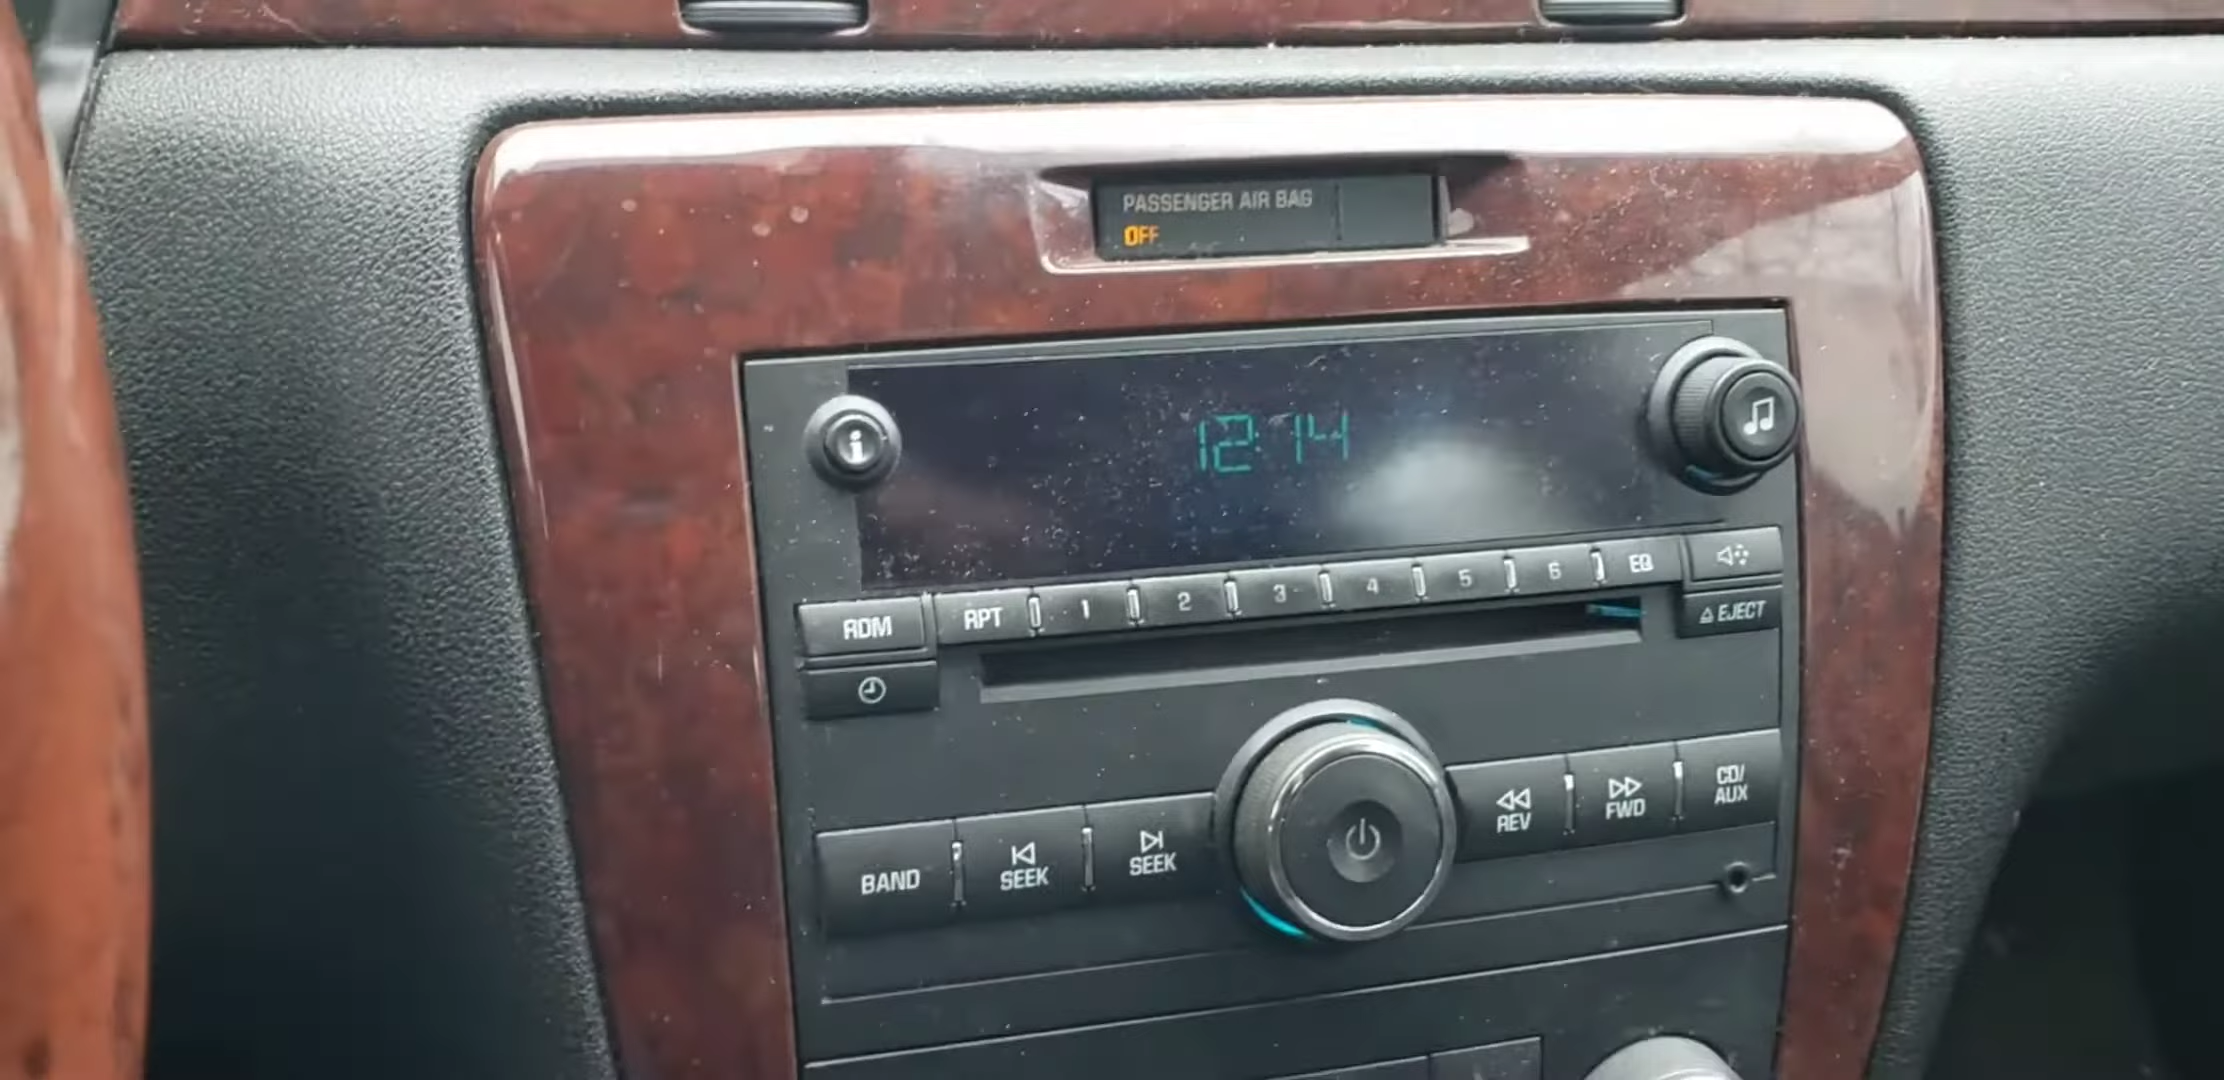 PASSENGER AIR BAG
OFF
i
12:14
RPT 1 2 3 4 5 6 EQ
RDM
EJECT
BAND
SEEK
SEEK
REV
FWD
CD/
AUX